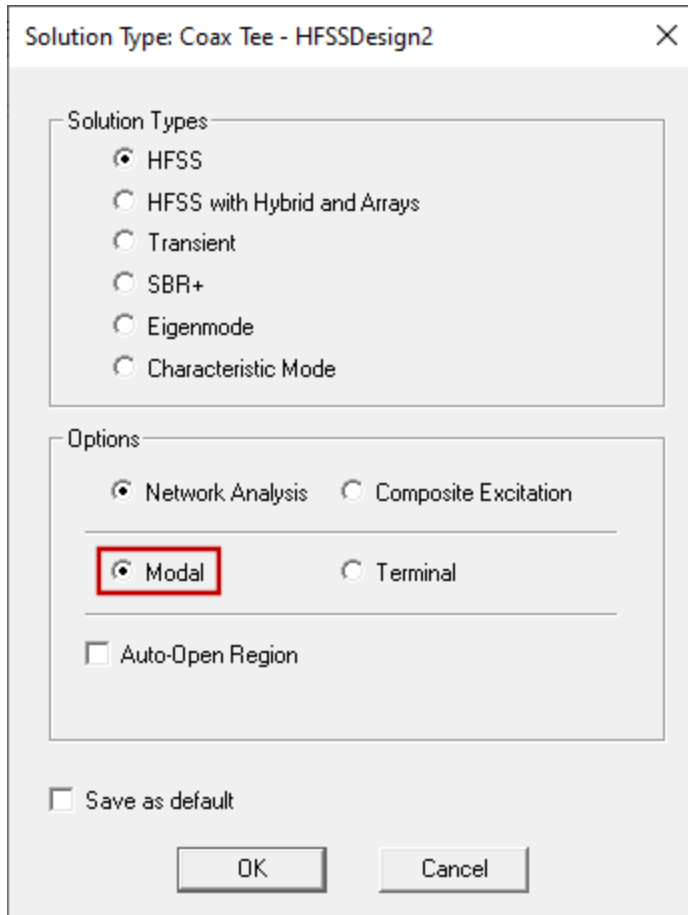 Solution Type: Coax Tee - HFSSDesign2
Solution Types
HFSS
HFSS with Hybrid and Arrays
Transient
SBR+
Eigenmode
Characteristic Mode
Options
Network Analysis Composite Excitation
Modal Terminal
Auto-Open Region
Save as default
OK Cancel